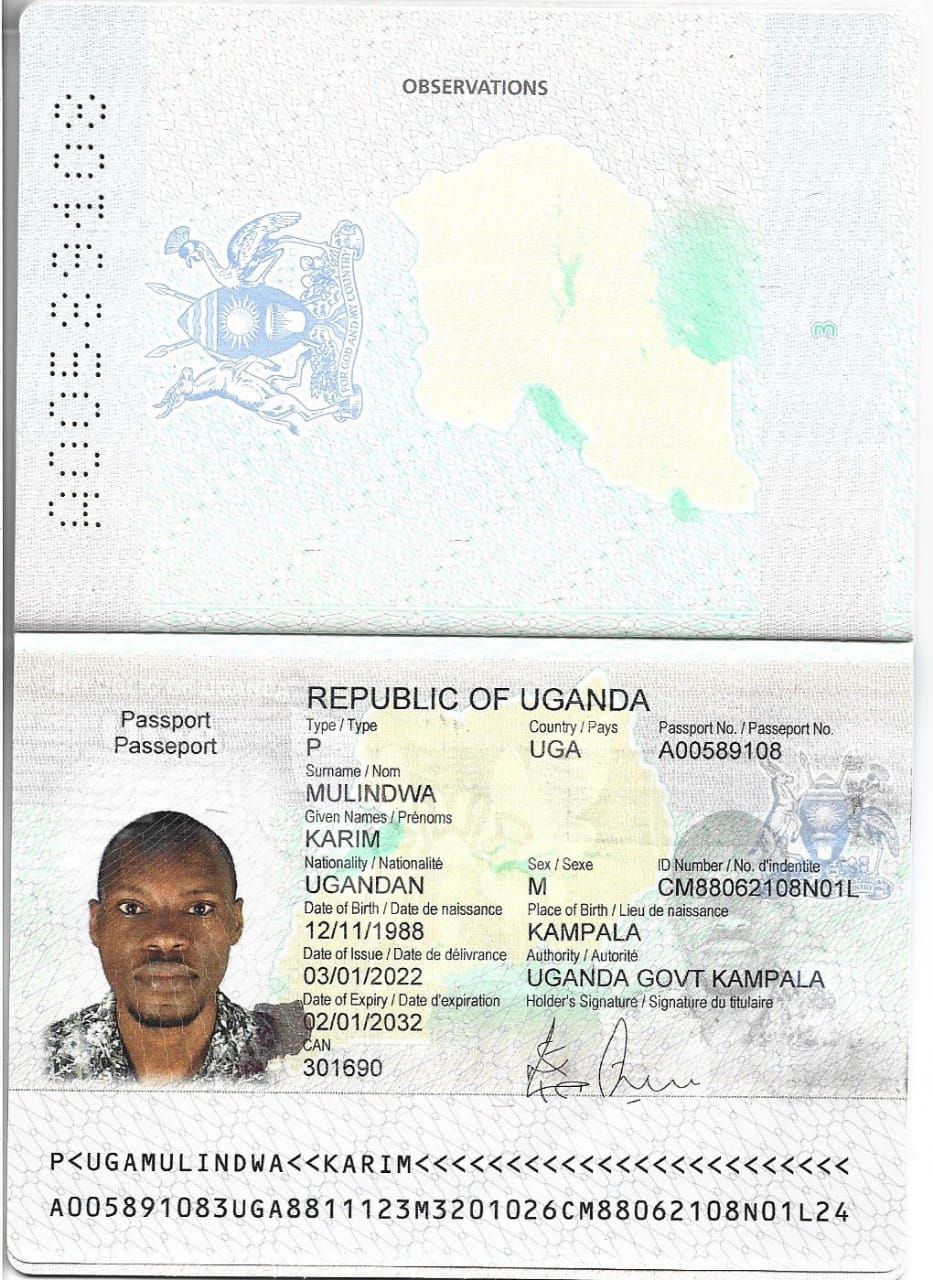 OBSERVATIONS
A00589108
FOR GOD AND MY COUNTRY
3
REPUBLIC OF UGANDA
Passport
Passeport
Type / Type Country / Pays Passport No. / Passeport No.
P UGA A00589108
Surname / Nom
MULINDWA
Given Names / Prénoms
KARIM
Nationality / Nationalité Sex / Sexe ID Number / No. d'indentite
UGANDAN M CM88062108N01L
Date of Birth / Date de naissance Place of Birth / Lieu de naissance
12/11/1988 KAMPALA
Date of Issue / Date de délivrance Authority / Autorité
03/01/2022 UGANDA GOVT KAMPALA
Date of Expiry / Date d'expiration Holder's Signature / Signature du titulaire
02/01/2032
CAN
301690
P<UGAMULINDWA<<KARIM<<<<<<<<<<<<<<<<<<<<<<<<
A005891083UGA8811123M3201026CM88062108N01L24